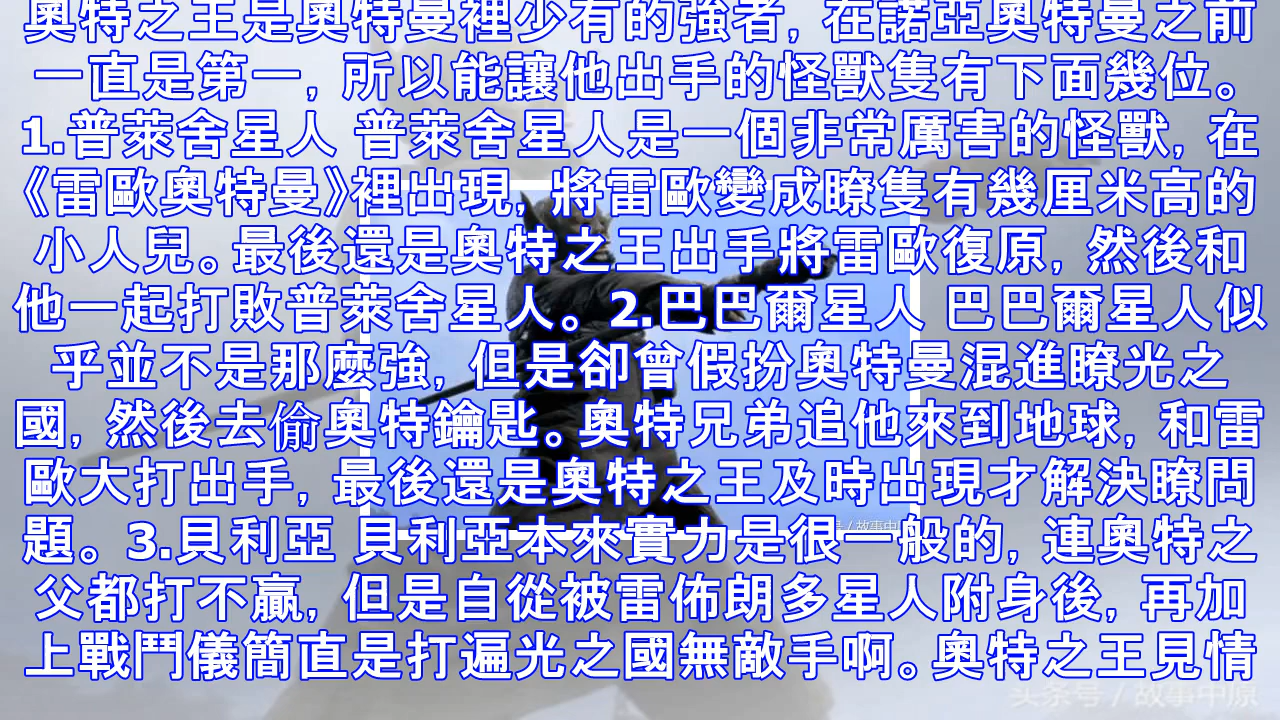 奧特之王是奧特曼裡少有的強者, 在諾亞奧特曼之前
一直是第一, 所以能讓他出手的怪獸隻有下面幾位。
1.普萊舍星人 普萊舍星人是一個非常厲害的怪獸, 在
《雷歐奧特曼》裡出現, 將雷歐變成瞭隻有幾厘米高的
小人兒。最後還是奧特之王出手將雷歐復原, 然後和
他一起打敗普萊舍星人。2.巴巴爾星人 巴巴爾星人似
乎並不是那麼強, 但是卻曾假扮奧特曼混進瞭光之
國, 然後去偷奧特鑰匙。奧特兄弟追他來到地球, 和雷
歐大打出手, 最後還是奧特之王及時出現才解決瞭問
題。3.貝利亞 貝利亞本來實力是很一般的, 連奧特之
父都打不贏, 但是自從被雷佈朗多星人附身後, 再加
上戰鬥儀簡直是打遍光之國無敵手啊。奧特之王見情
头条号 / 故事中原